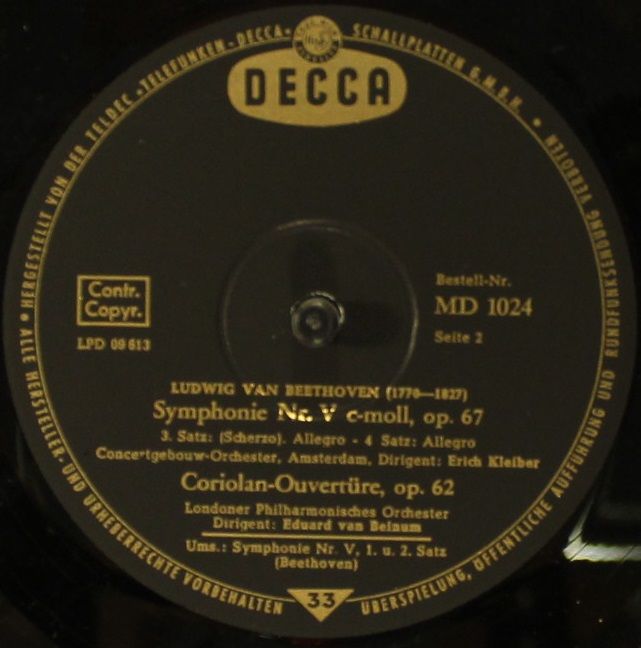 HERGESTELLT VON DER TELDEC »TELEFUNKEN-DECCA« SCHALLPLATTEN G.M.B.H.
DECCA
Bestell-Nr.
Contr.
Copyr.
MD 1024
LPD 09 613
Seite 2
LUDWIG VAN BEETHOVEN (1770—1827)
Symphonie Nr. V c-moll, op. 67
3. Satz: (Scherzo). Allegro - 4 Satz: Allegro
Concertgebouw-Orchester, Amsterdam, Dirigent: Erich Kleiber
Coriolan-Ouvertüre, op. 62
Londoner Philharmonisches Orchester
Dirigent: Eduard van Beinum
Ums.: Symphonie Nr. V, 1. u. 2. Satz
(Beethoven)
33
ALLE HERSTELLER- UND URHEBERRECHTE VORBEHALTEN
ÜBERSPIELUNG, ÖFFENTLICHE AUFFÜHRUNG UND RUNDFUNKSENDUNG VERBOTEN